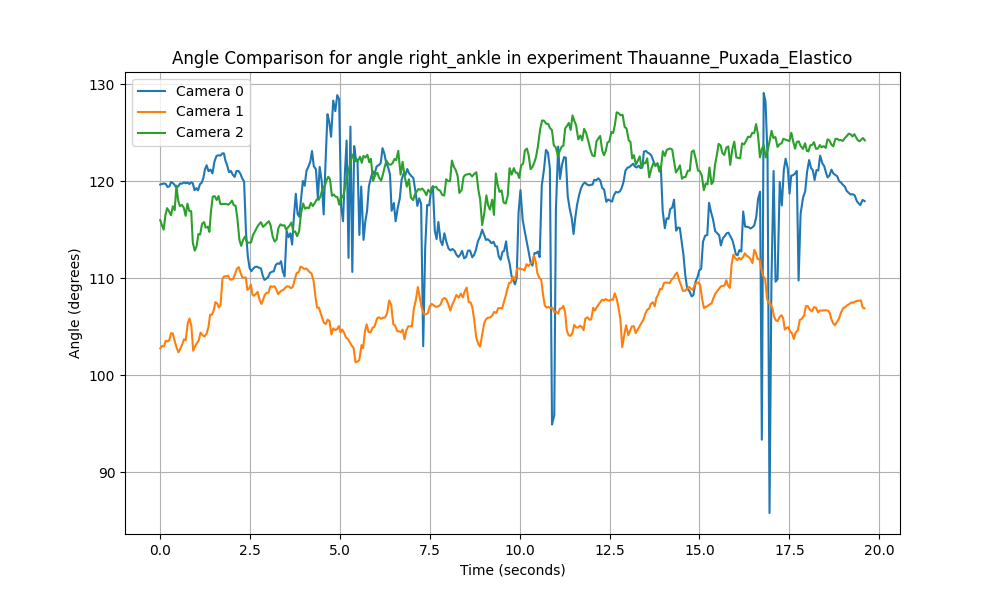 Angle Comparison for angle right_ankle in experiment Thauanne_Puxada_Elastico
Camera 0
Camera 1
Camera 2
Angle (degrees)
130
120
110
100
90
0.0 2.5 5.0 7.5 10.0 12.5 15.0 17.5 20.0
Time (seconds)